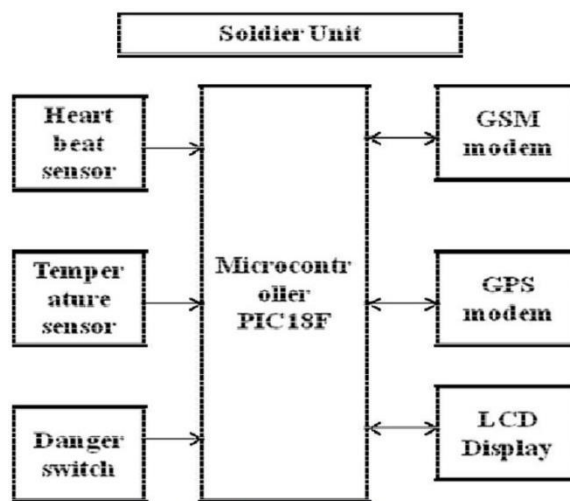 Soldier Unit
Heart
beat
sensor
Temper
ature
sensor
Danger
switch
Microcontr
oller
PIC18F
GSM
modem
GPS
modem
LCD
Display